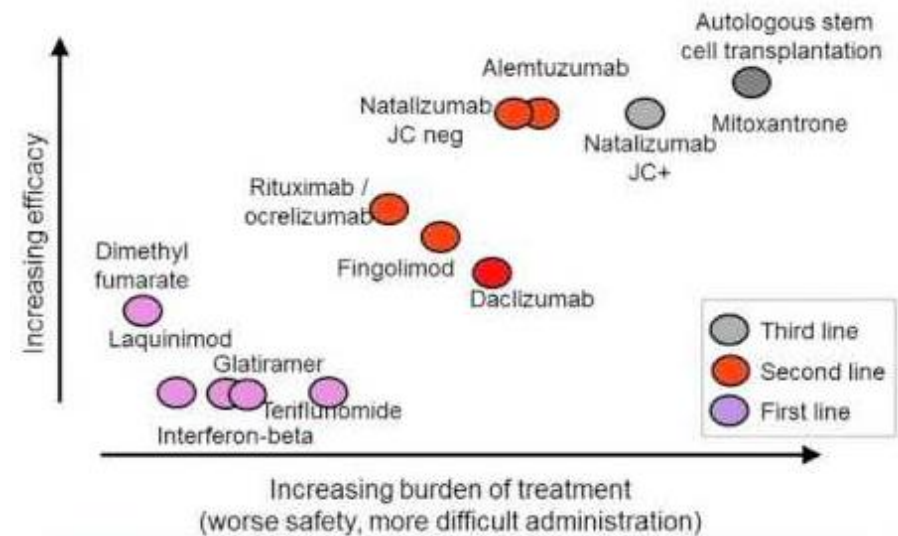 Autologous stem
cell transplantation
Alemtuzumab
Natalizumab
JC neg
Mitoxantrone
Natalizumab
JC+
Rituximab /
ocrelizumab
Fingolimod
Daclizumab
Dimethyl
fumarate
Laquinimod
Glatiramer
Teriflunomide
Interferon-beta
Increasing efficacy
Third line
Second line
First line
Increasing burden of treatment
(worse safety, more difficult administration)